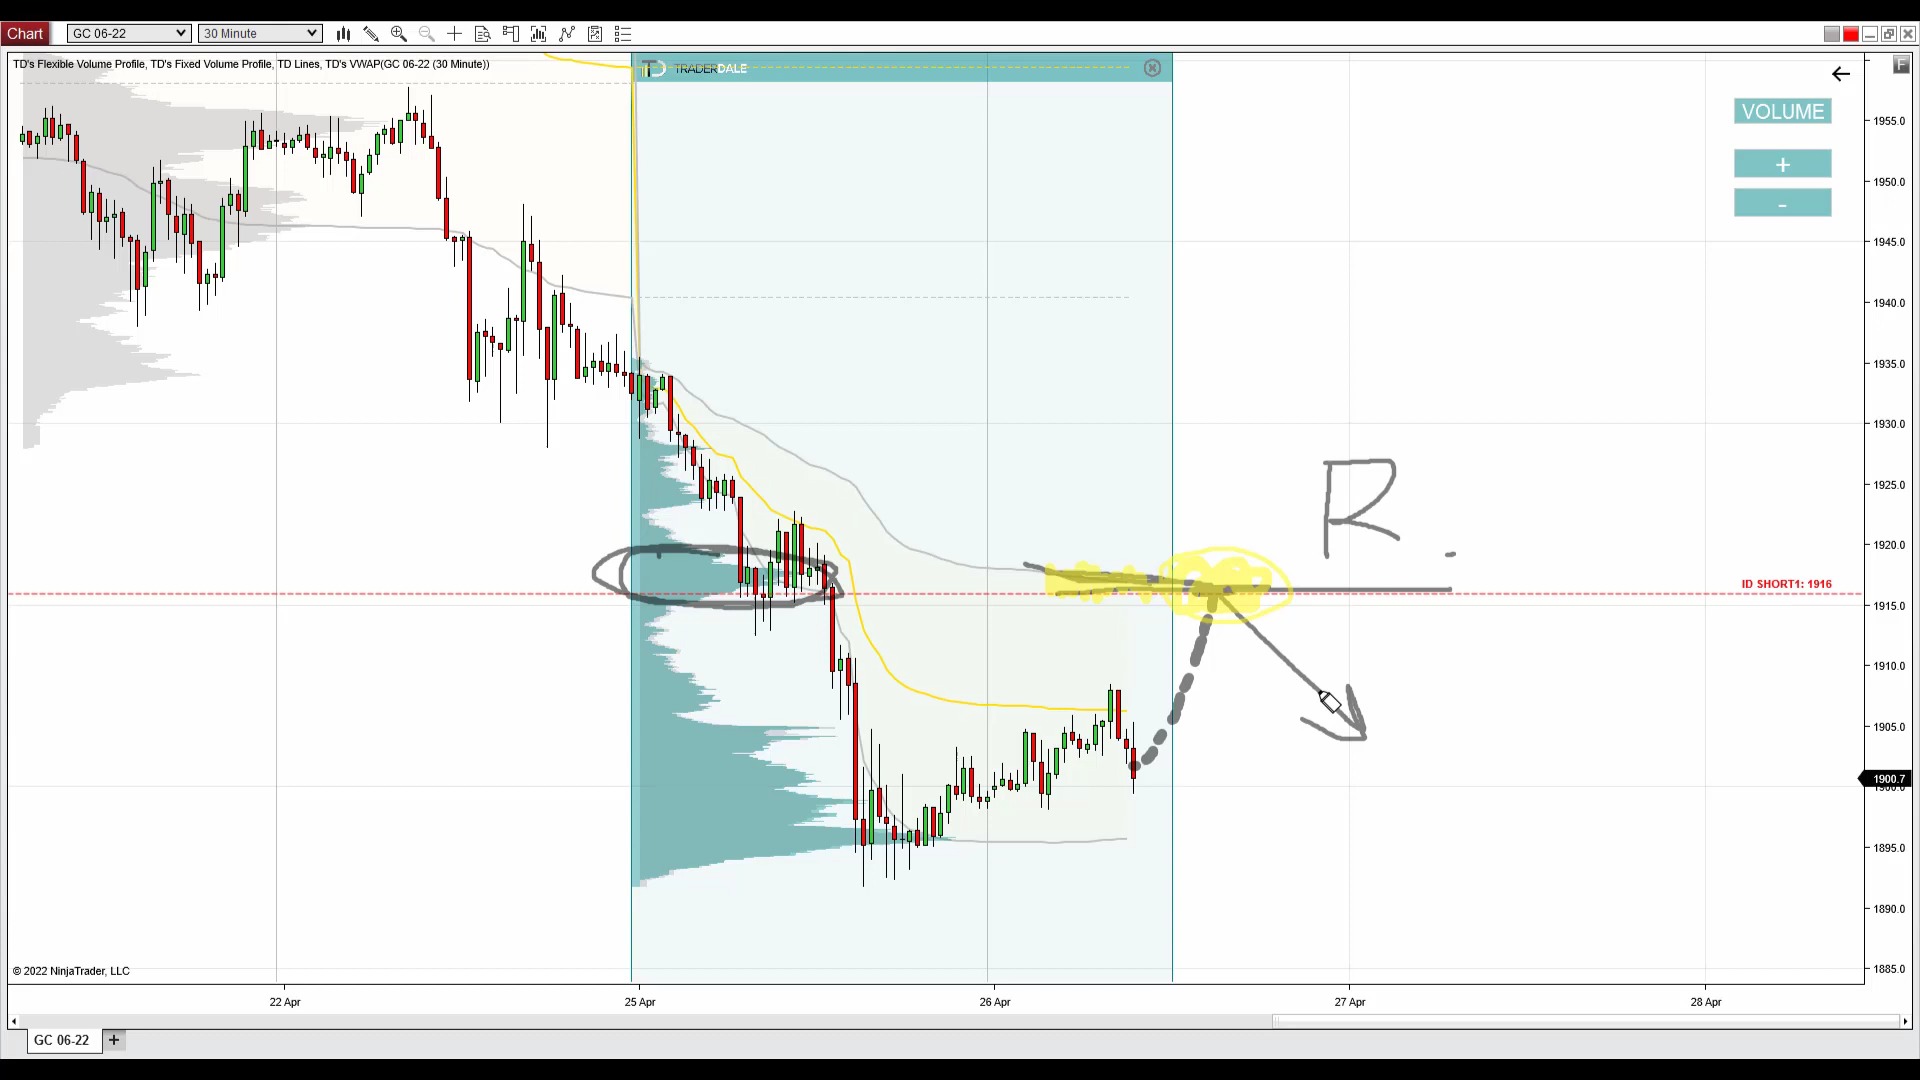 Chart GC 06-22 30 Minute
TD's Flexible Volume Profile, TD's Fixed Volume Profile, TD Lines, TD's VWAP(GC 06-22 (30 Minute))
TRADERDALE
F
VOLUME
+
-
1955.0
1950.0
1945.0
1940.0
1935.0
1930.0
1925.0
R.
1920.0
ID SHORT1: 1916
1915.0
1910.0
1905.0
1900.7
1900.0
1895.0
1890.0
1885.0
© 2022 NinjaTrader, LLC
22 Apr 25 Apr 26 Apr 27 Apr 28 Apr
GC 06-22 +